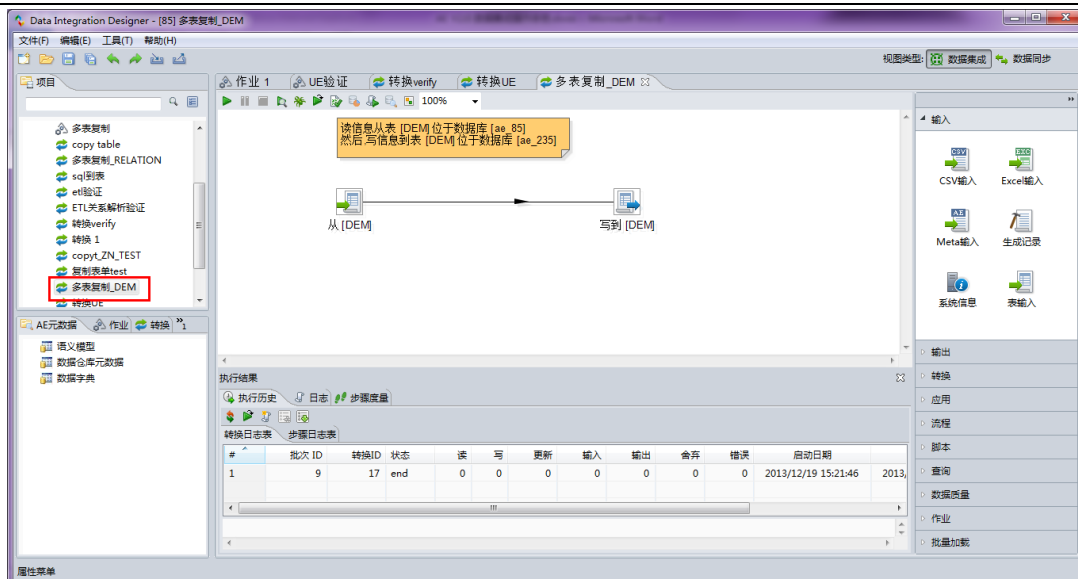 Data Integration Designer - [85] 多表复制_DEM
文件(F) 编辑(E) 工具(T) 帮助(H)
视图类型: 数据集成 数据同步
项目
多表复制
copy table
多表复制_RELATION
sql到表
etl验证
ETL关系解析验证
转换verify
转换 1
copyt_ZN_TEST
复制表单test
多表复制_DEM
转换UE
AE元数据 作业 转换 »1
语义模型
数据仓库元数据
数据字典
作业 1 UE验证 转换verify 转换UE 多表复制_DEM
100%
读信息从表 [DEM] 位于数据库 [ae_85]
然后 写信息到表 [DEM] 位于数据库 [ae_235]
从 [DEM] 写到 [DEM]
执行结果
执行历史 日志 步骤度量
转换日志表 步骤日志表
# 批次 ID 转换ID 状态 读 写 更新 输入 输出 舍弃 错误 启动日期
1 9 17 end 0 0 0 0 0 0 0 2013/12/19 15:21:46 2013/
输入
CSV
EXC
CSV输入 Excel输入
AE
Meta输入 生成记录
系统信息 表输入
输出
转换
应用
流程
脚本
查询
数据质量
作业
批量加载
属性菜单